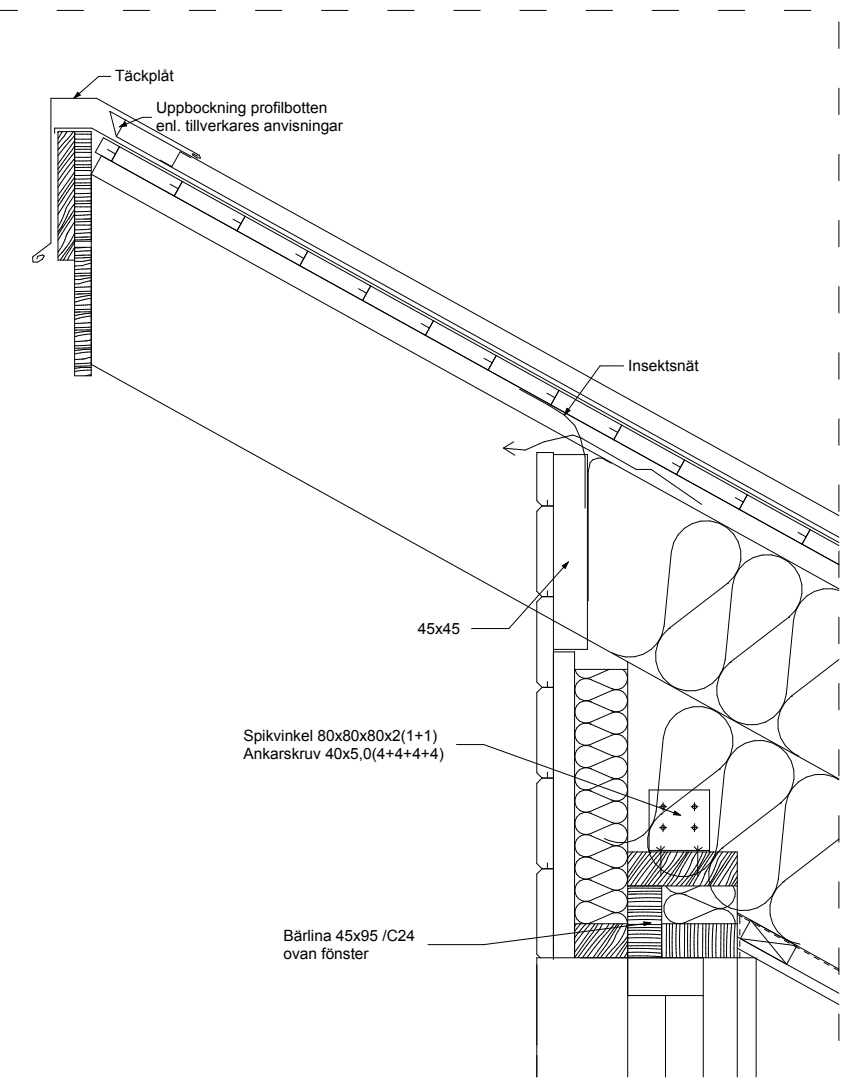 Täckplåt
Uppbockning profilbotten
enl. tillverkares anvisningar
Insektsnät
45x45
Spikvinkel 80x80x80x2(1+1)
Ankarskruv 40x5,0(4+4+4+4)
Bärlina 45x95 /C24
ovan fönster